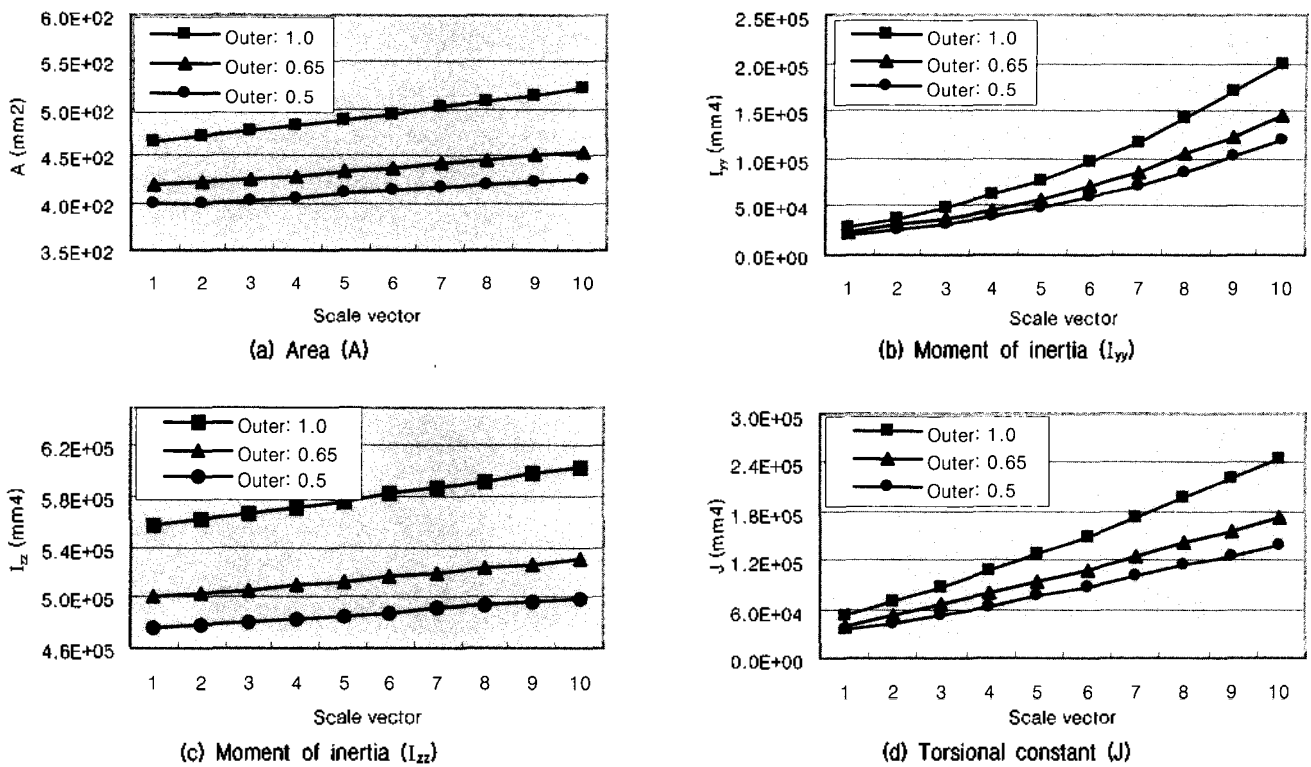 6.0E+02
5.5E+02
5.0E+02
4.5E+02
4.0E+02
3.5E+02
A (mm2)
Outer: 1.0
Outer: 0.65
Outer: 0.5
1 2 3 4 5 6 7 8 9 10
Scale vector
(a) Area (A)
2.5E+05
2.0E+05
1.5E+05
1.0E+05
5.0E+04
0.0E+00
Iyy (mm4)
Outer: 1.0
Outer: 0.65
Outer: 0.5
1 2 3 4 5 6 7 8 9 10
Scale vector
(b) Moment of inertia (Iyy)
6.2E+05
5.8E+05
5.4E+05
5.0E+05
4.6E+05
Izz (mm4)
Outer: 1.0
Outer: 0.65
Outer: 0.5
1 2 3 4 5 6 7 8 9 10
Scale vector
(c) Moment of inertia (Izz)
3.0E+05
2.4E+05
1.8E+05
1.2E+05
6.0E+04
0.0E+00
J (mm4)
Outer: 1.0
Outer: 0.65
Outer: 0.5
1 2 3 4 5 6 7 8 9 10
Scale vector
(d) Torsional constant (J)